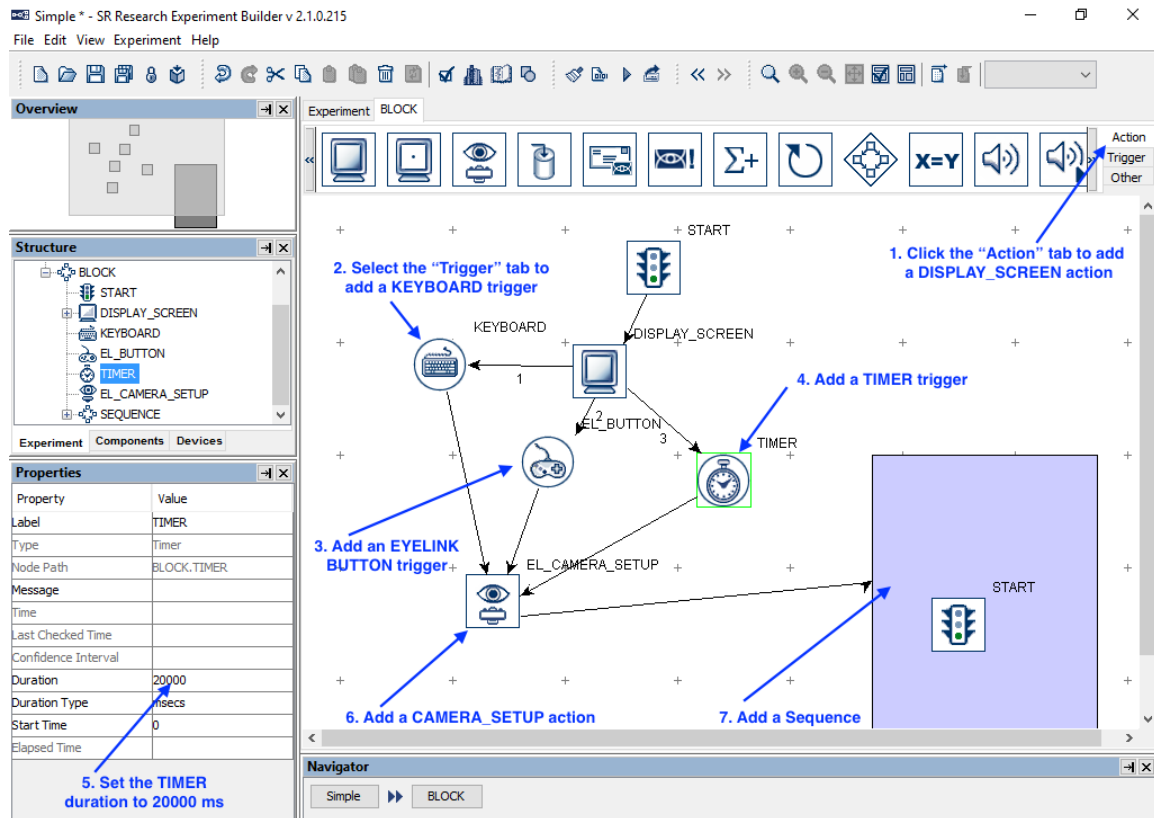 Simple * - SR Research Experiment Builder v 2.1.0.215
File Edit View Experiment Help
Overview
Experiment BLOCK
Σ+
X=Y
Action
Trigger
Other
Structure
BLOCK
START
DISPLAY_SCREEN
KEYBOARD
EL_BUTTON
TIMER
EL_CAMERA_SETUP
SEQUENCE
Experiment Components Devices
Properties
Property Value
Label TIMER
Type Timer
Node Path BLOCK.TIMER
Message
Time
Last Checked Time
Confidence Interval
Duration 20000
Duration Type msecs
Start Time 0
Elapsed Time
5. Set the TIMER
duration to 20000 ms
START
1. Click the “Action” tab to add
a DISPLAY_SCREEN action
2. Select the “Trigger” tab to
add a KEYBOARD trigger
KEYBOARD
DISPLAY_SCREEN
1
2
3
4. Add a TIMER trigger
EL_BUTTON
TIMER
3. Add an EYELINK
BUTTON trigger
EL_CAMERA_SETUP
START
6. Add a CAMERA_SETUP action
7. Add a Sequence
Navigator
Simple BLOCK